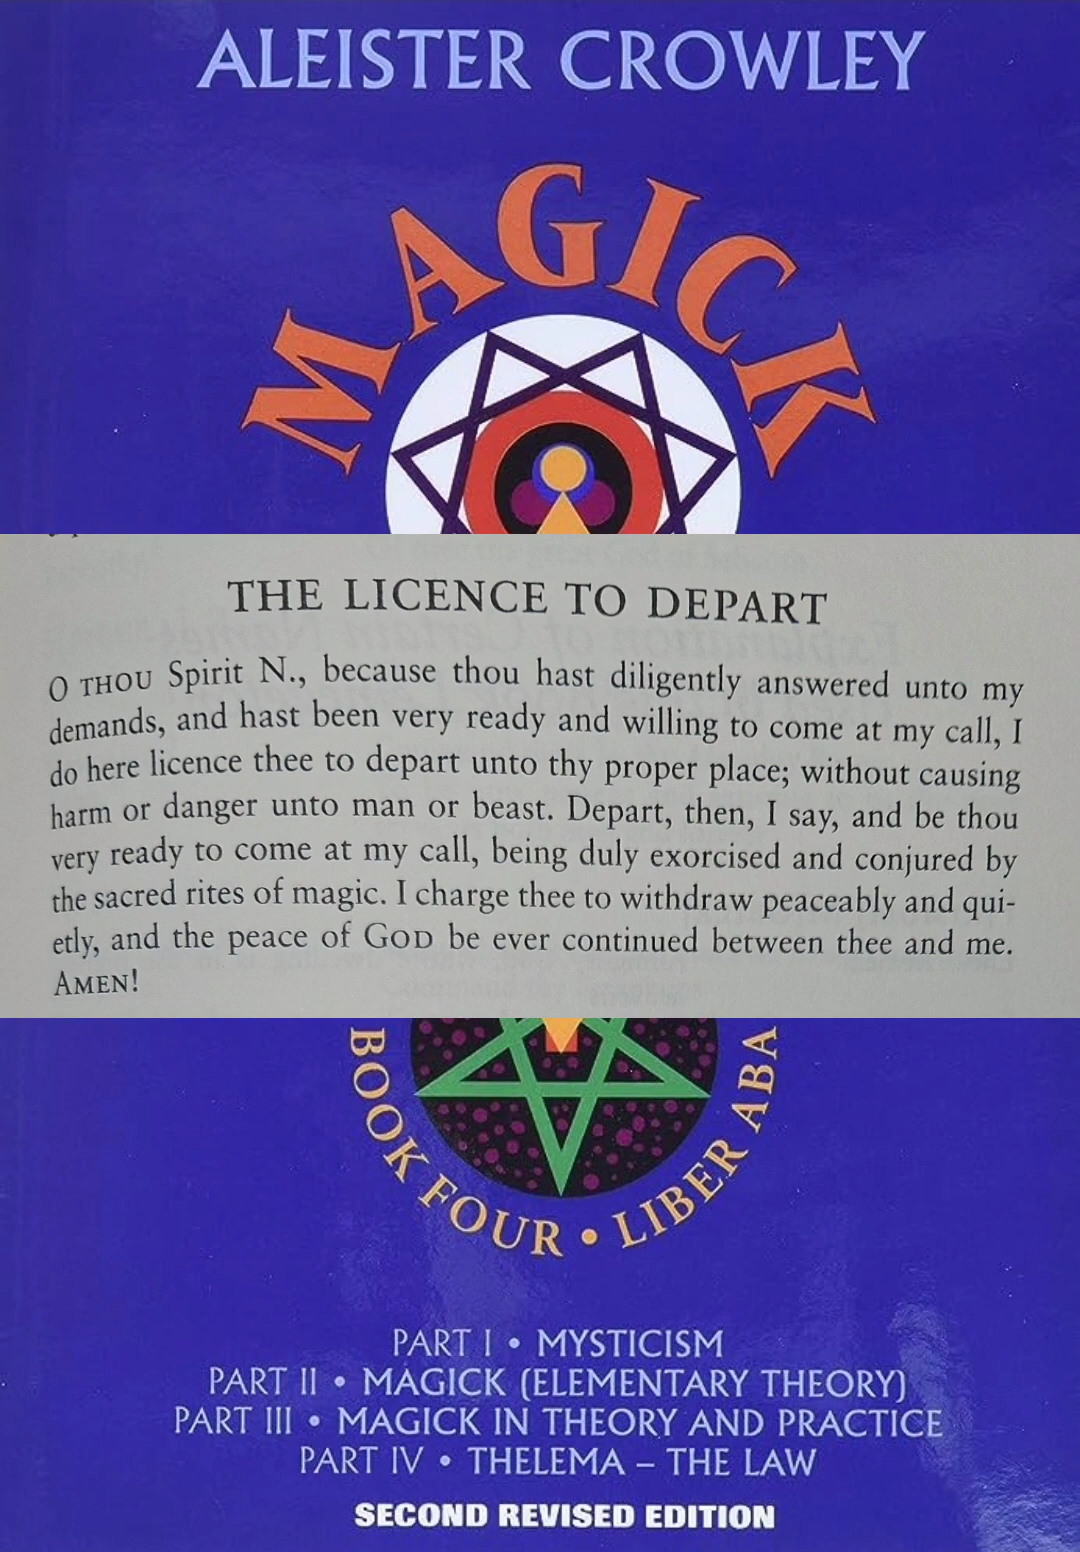 ALEISTER CROWLEY
MAGICK
THE LICENCE TO DEPART
O THOU Spirit N., because thou hast diligently answered unto my
demands, and hast been very ready and willing to come at my call, I
do here licence thee to depart unto thy proper place; without causing
harm or danger unto man or beast. Depart, then, I say, and be thou
very ready to come at my call, being duly exorcised and conjured by
the sacred rites of magic. I charge thee to withdraw peaceably and qui-
etly, and the peace of GOD be ever continued between thee and me.
AMEN!
BOOK FOUR • LIBER ABA
PART I • MYSTICISM
PART II • MAGICK (ELEMENTARY THEORY)
PART III • MAGICK IN THEORY AND PRACTICE
PART IV • THELEMA – THE LAW
SECOND REVISED EDITION